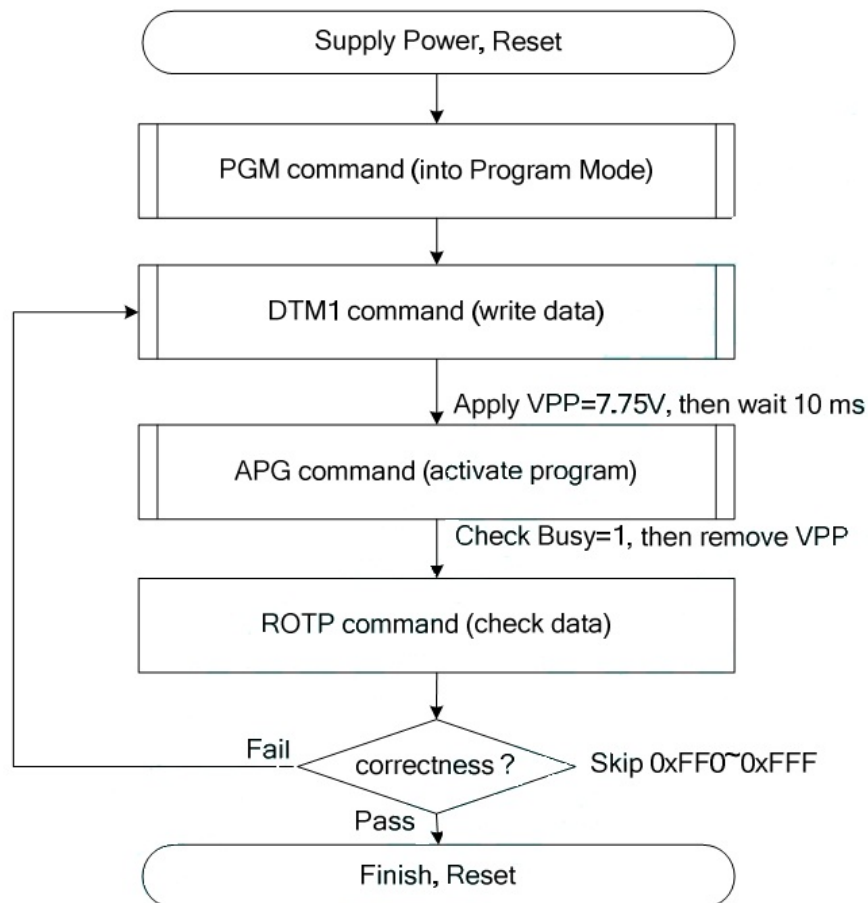 Supply Power, Reset
PGM command (into Program Mode)
DTM1 command (write data)
Apply VPP=7.75V, then wait 10 ms
APG command (activate program)
Check Busy=1, then remove VPP
ROTP command (check data)
Fail
correctness ?
Skip 0xFF0~0xFFF
Pass
Finish, Reset